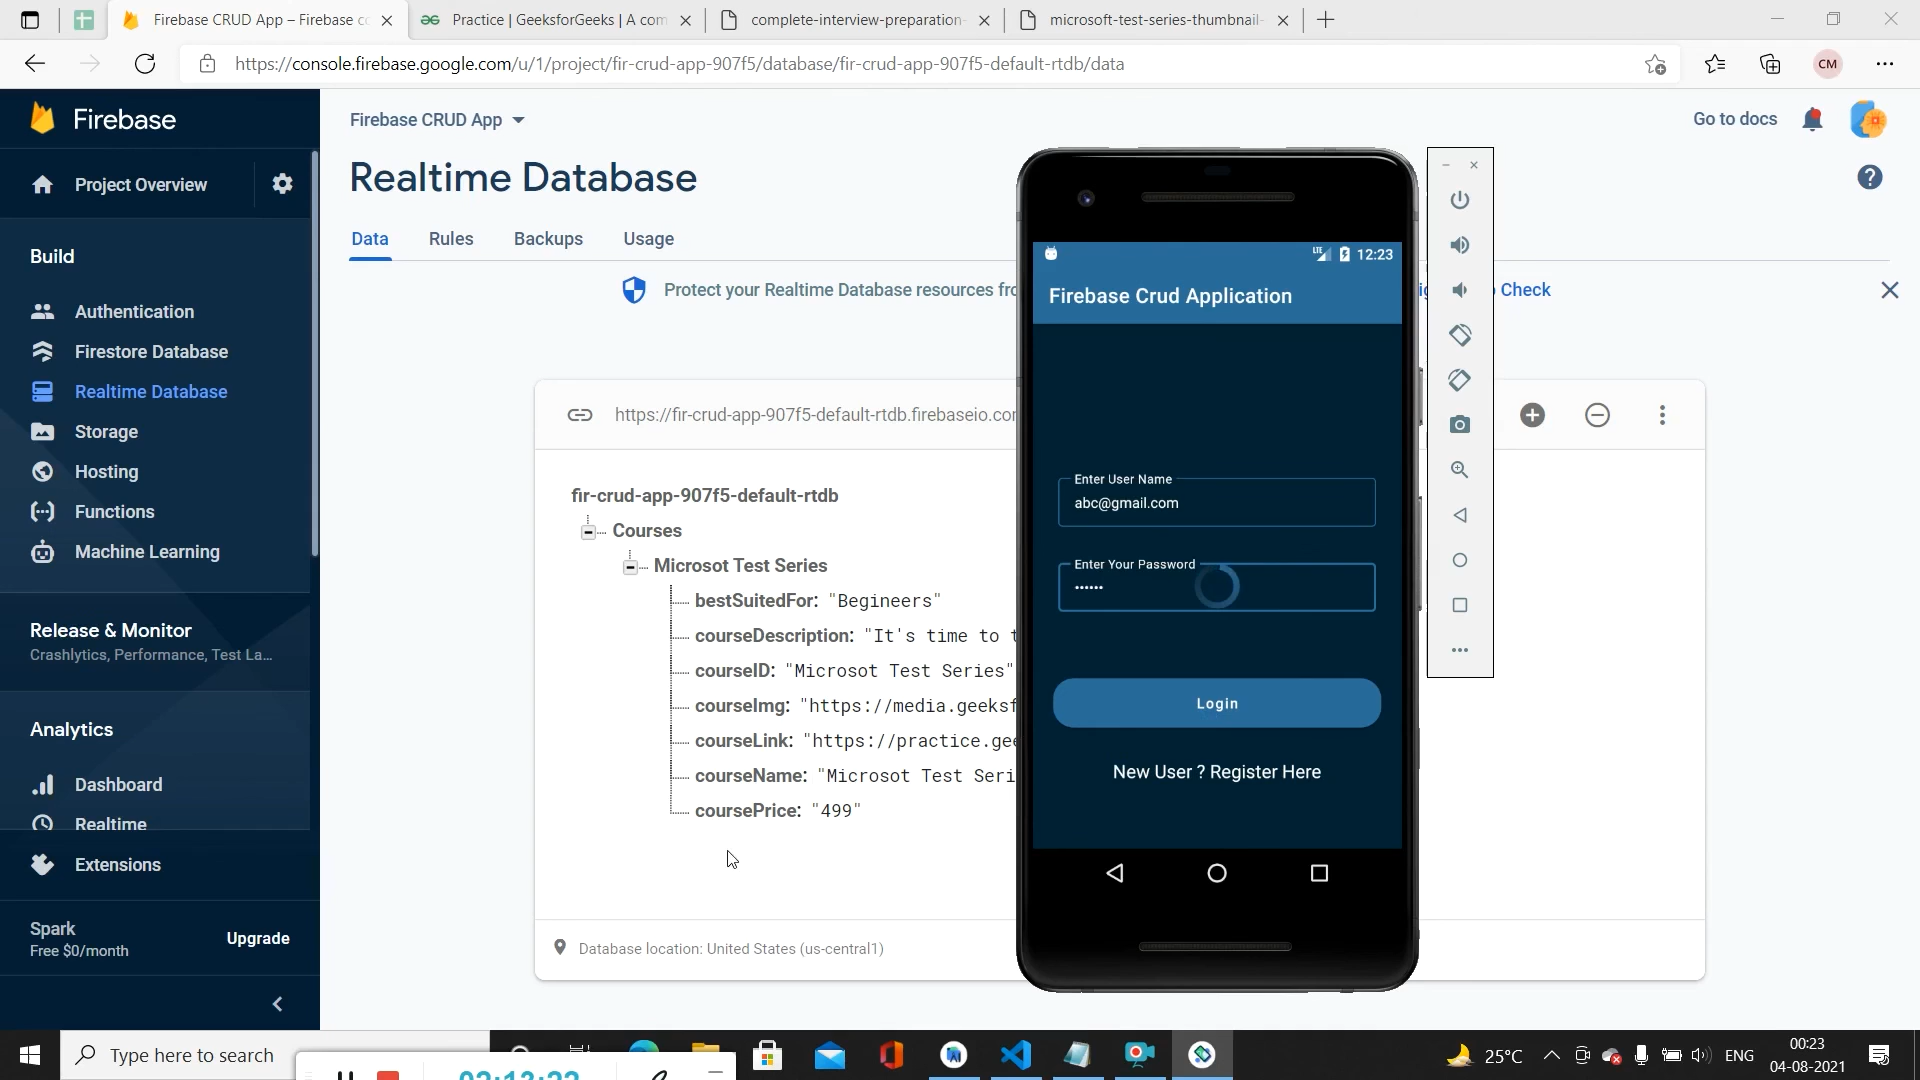 Firebase CRUD App – Firebase co
Practice | GeeksforGeeks | A com
complete-interview-preparation-
microsoft-test-series-thumbnail-
https://console.firebase.google.com/u/1/project/fir-crud-app-907f5/database/fir-crud-app-907f5-default-rtdb/data
CM
Firebase
Project Overview
Build
Authentication
Firestore Database
Realtime Database
Storage
Hosting
Functions
Machine Learning
Release & Monitor
Crashlytics, Performance, Test La...
Analytics
Dashboard
Realtime
Extensions
Spark
Free $0/month
Upgrade
Firebase CRUD App
Go to docs
Realtime Database
Data
Rules
Backups
Usage
Protect your Realtime Database resources fro
Check
https://fir-crud-app-907f5-default-rtdb.firebaseio.com
fir-crud-app-907f5-default-rtdb
Courses
Microsot Test Series
bestSuitedFor: "Begineers"
courseDescription: "It's time to t
courseID: "Microsot Test Series"
courseImg: "https://media.geeksf
courseLink: "https://practice.gee
courseName: "Microsot Test Seri
coursePrice: "499"
Database location: United States (us-central1)
LTE
12:23
Firebase Crud Application
Enter User Name
abc@gmail.com
Enter Your Password
••••••
Login
New User ? Register Here
Type here to search
25°C
ENG
00:23
04-08-2021